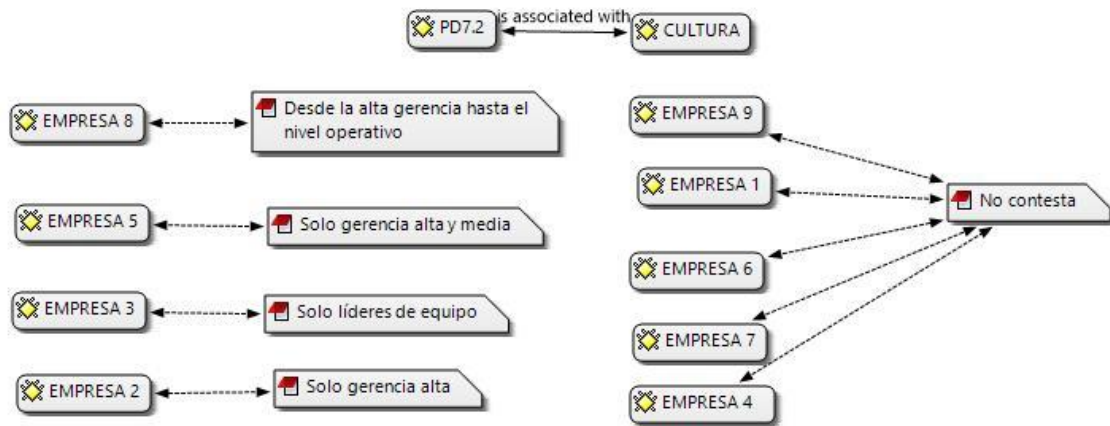 is associated with
PD7.2
CULTURA
EMPRESA 8
Desde la alta gerencia hasta el
nivel operativo
EMPRESA 5
Solo gerencia alta y media
EMPRESA 3
Solo líderes de equipo
EMPRESA 2
Solo gerencia alta
EMPRESA 9
EMPRESA 1
No contesta
EMPRESA 6
EMPRESA 7
EMPRESA 4